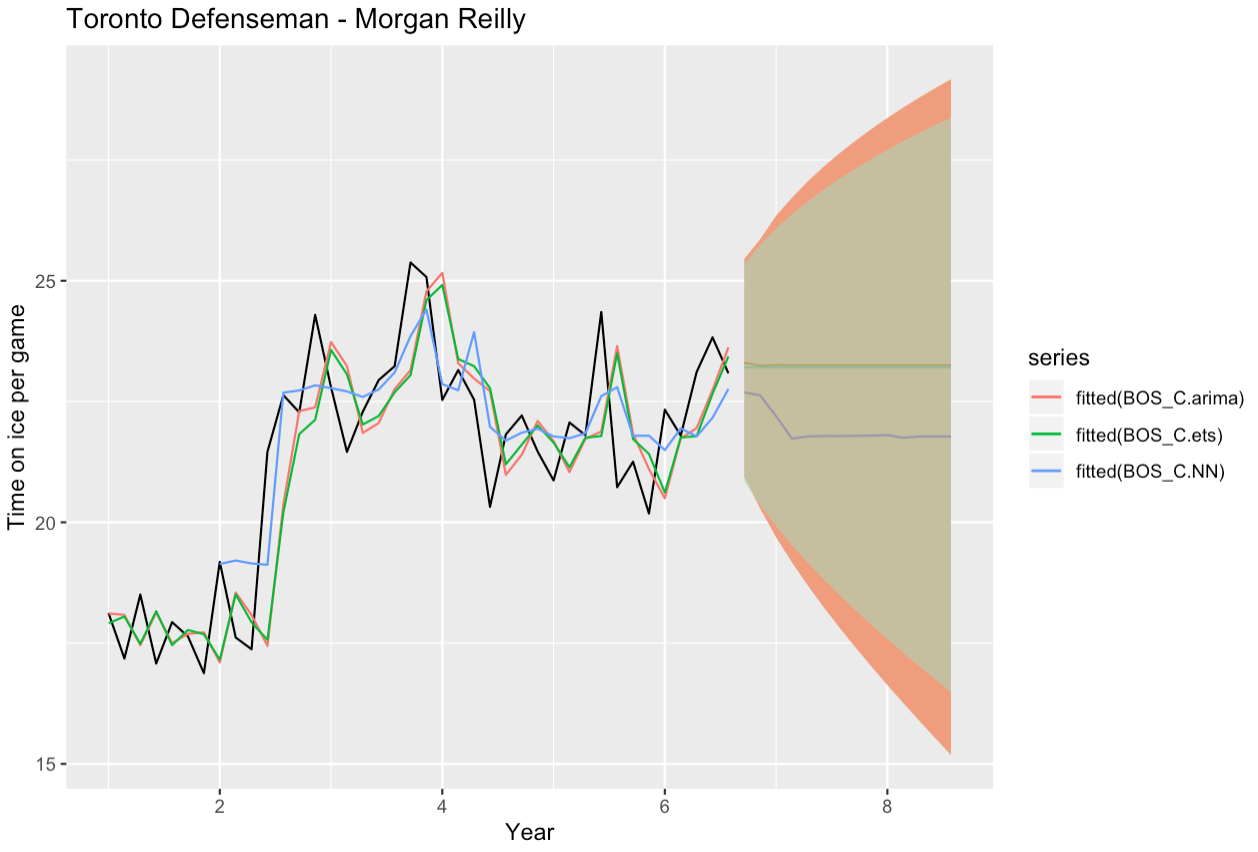 Toronto Defenseman - Morgan Reilly
Time on ice per game
25
20
15
2
4
6
8
Year
series
fitted(BOS_C.arima)
fitted(BOS_C.ets)
fitted(BOS_C.NN)